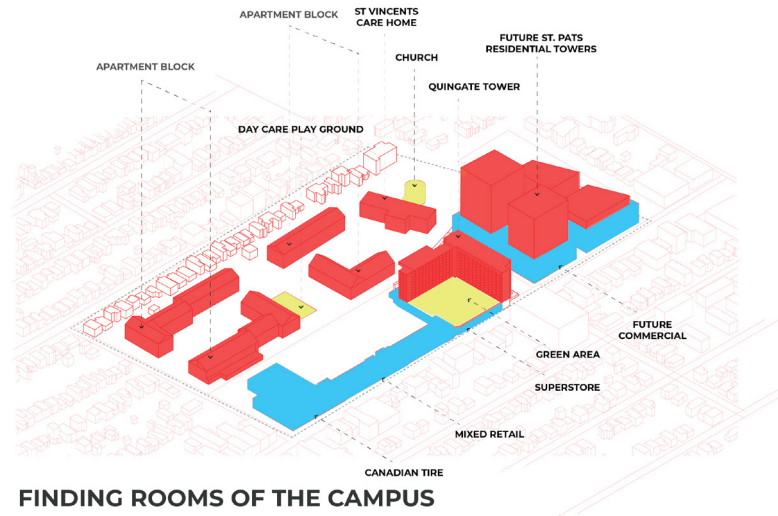 APARTMENT BLOCK
ST VINCENTS
CARE HOME
FUTURE ST. PATS
RESIDENTIAL TOWERS
CHURCH
APARTMENT BLOCK
QUINGATE TOWER
DAY CARE PLAY GROUND
FUTURE
COMMERCIAL
GREEN AREA
SUPERSTORE
MIXED RETAIL
CANADIAN TIRE
FINDING ROOMS OF THE CAMPUS